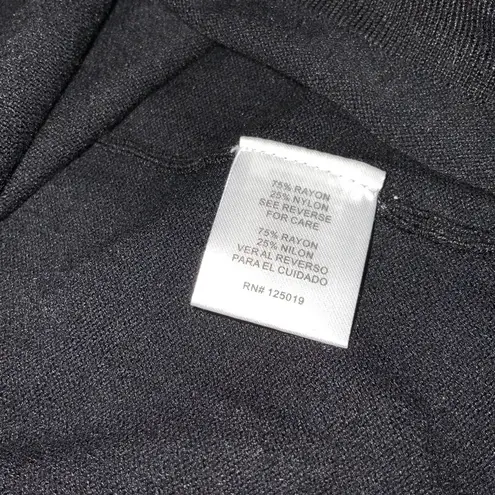 75% RAYON
25% NYLON
SEE REVERSE
FOR CARE
75% RAYON
25% NILON
VER AL REVERSO
PARA EL CUIDADO
RN# 125019